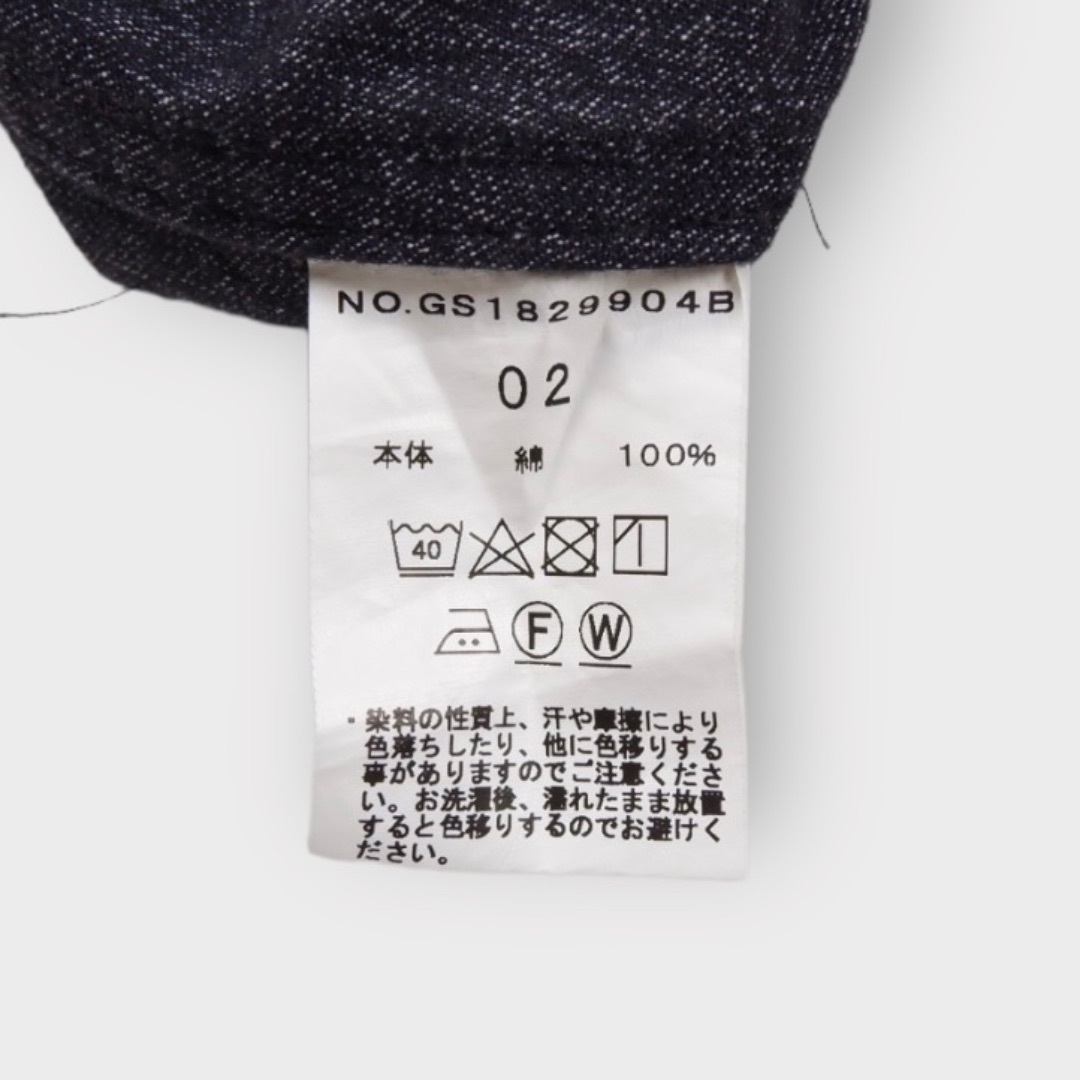 NO.GS1829904B
02
本体 綿 100%
40
F W
・染料の性質上、汗や摩擦により
色落ちしたり、他に色移りする
事がありますのでご注意くださ
い。お洗濯後、濡れたまま放置
すると色移りするのでお避けく
ださい。